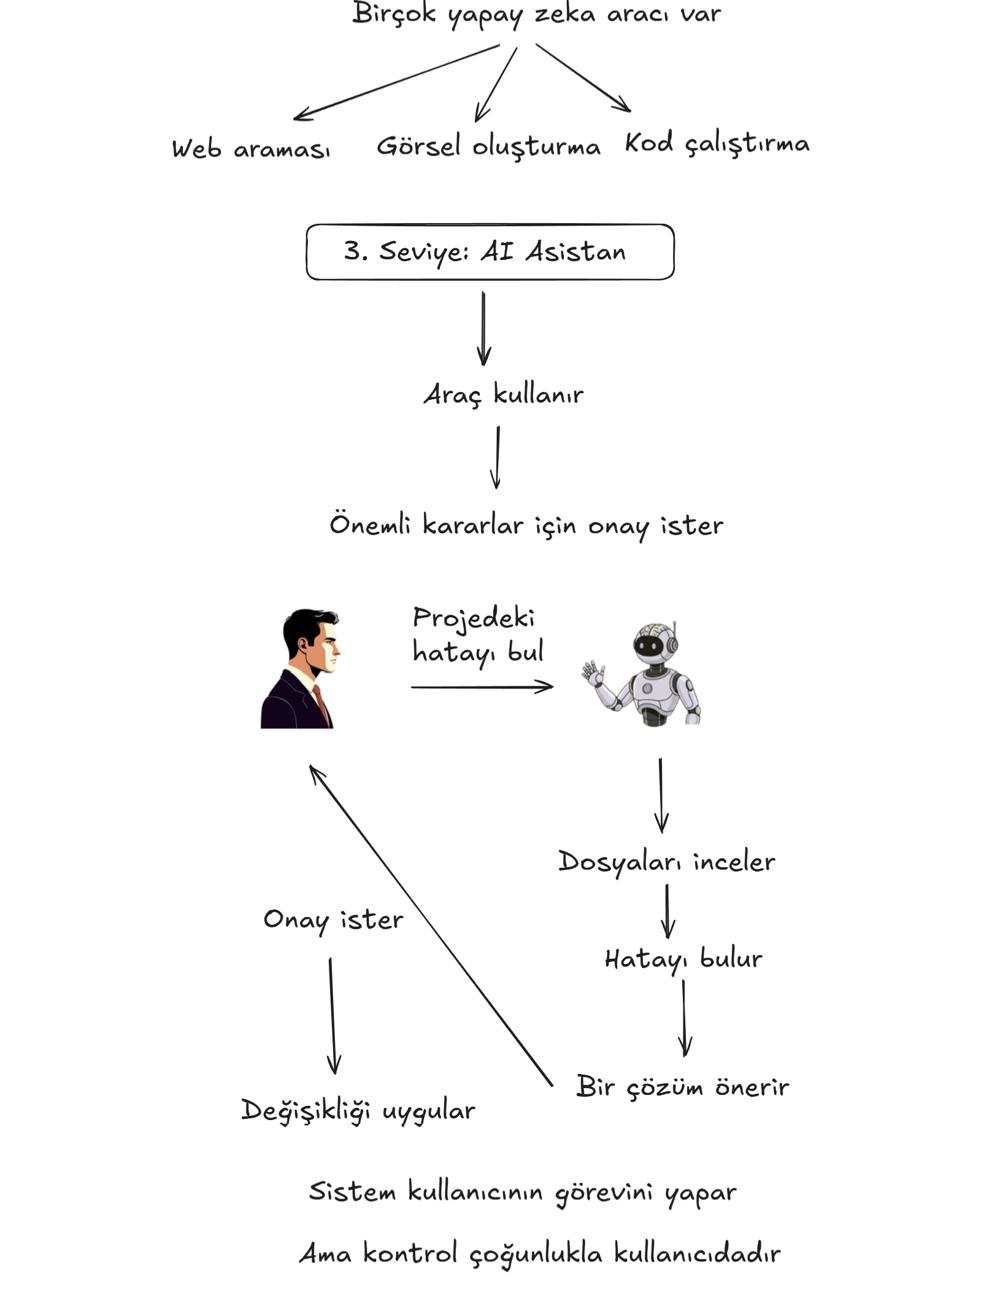 Birçok yapay zeka aracı var
Web araması
Görsel oluşturma
Kod çalıştırma
3. Seviye: AI Asistan
Araç kullanır
Önemli kararlar için onay ister
Projedeki
hatayı bul
Dosyaları inceler
Hatayı bulur
Bir çözüm önerir
Onay ister
Değişikliği uygular
Sistem kullanıcının görevini yapar
Ama kontrol çoğunlukla kullanıcıdadır